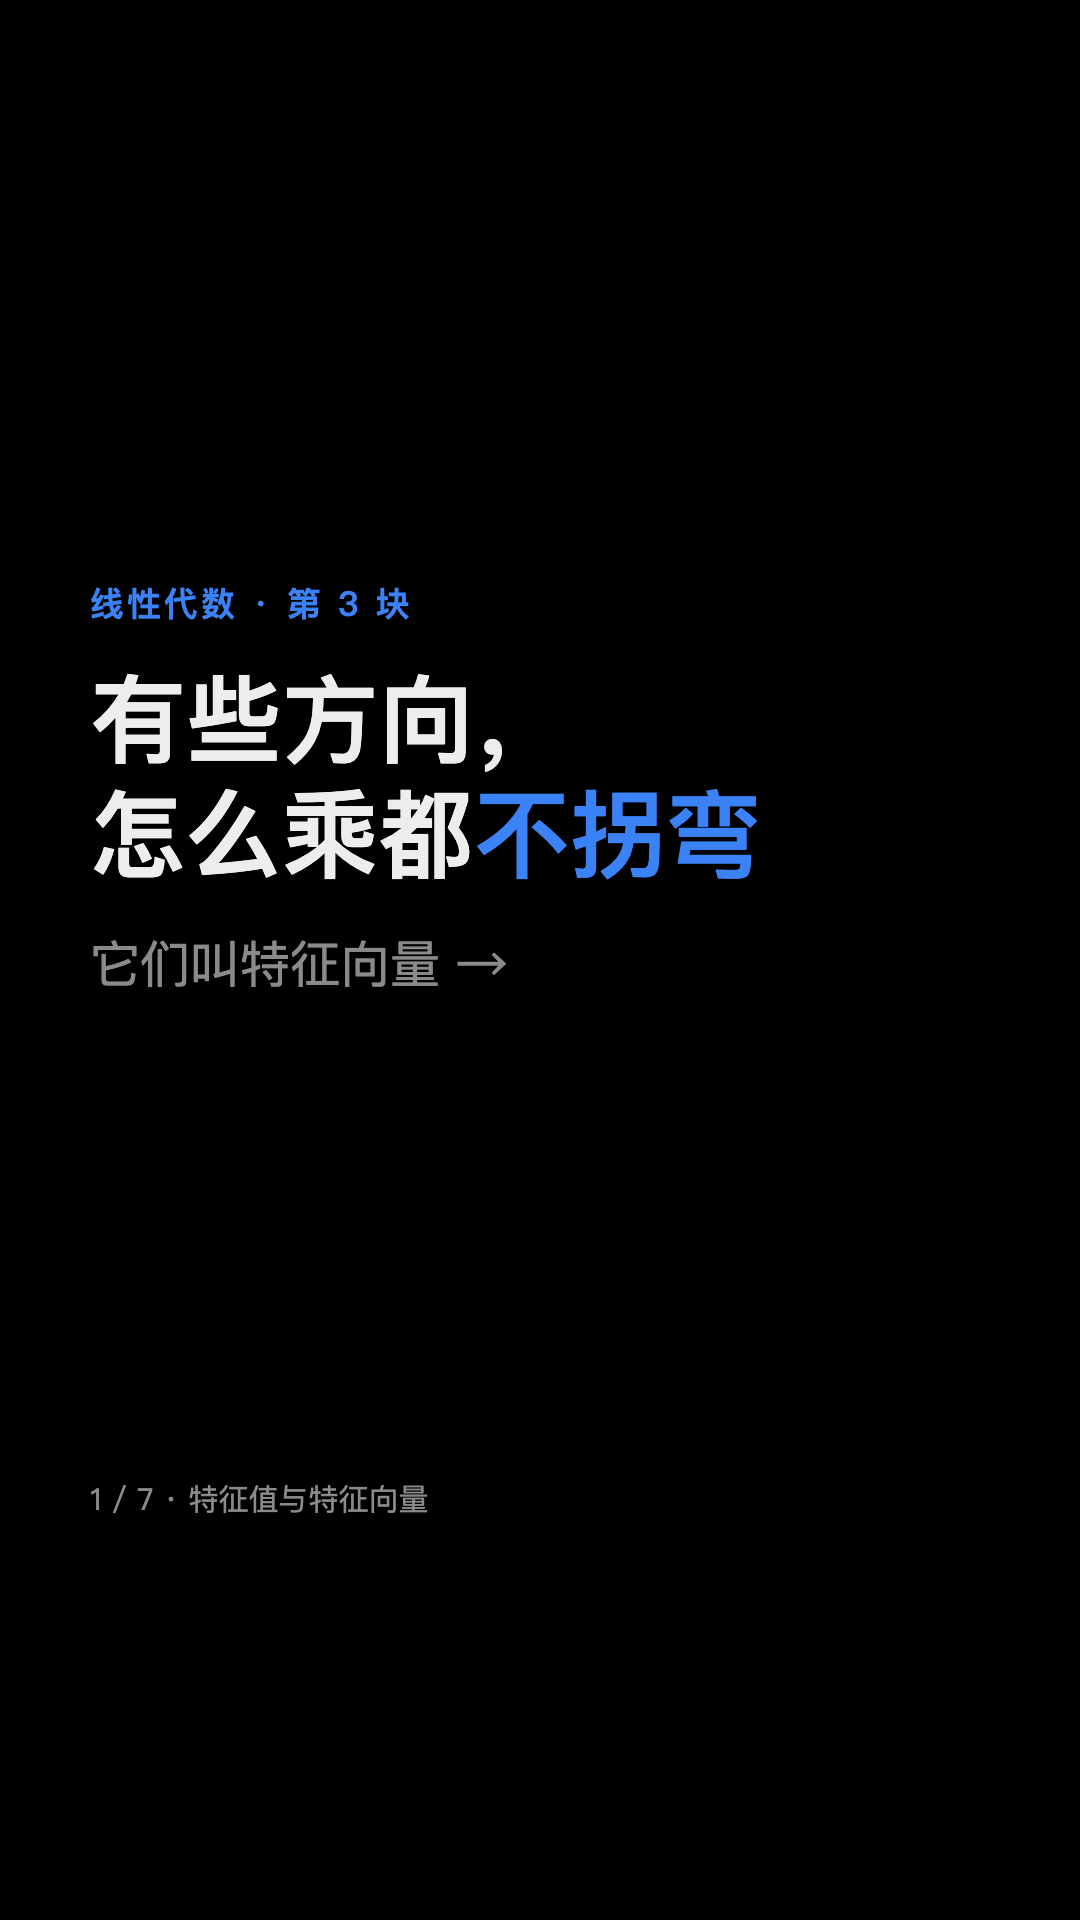 线性代数 · 第 3 块
有些方向，
怎么乘都不拐弯
它们叫特征向量 →
1 / 7 · 特征值与特征向量